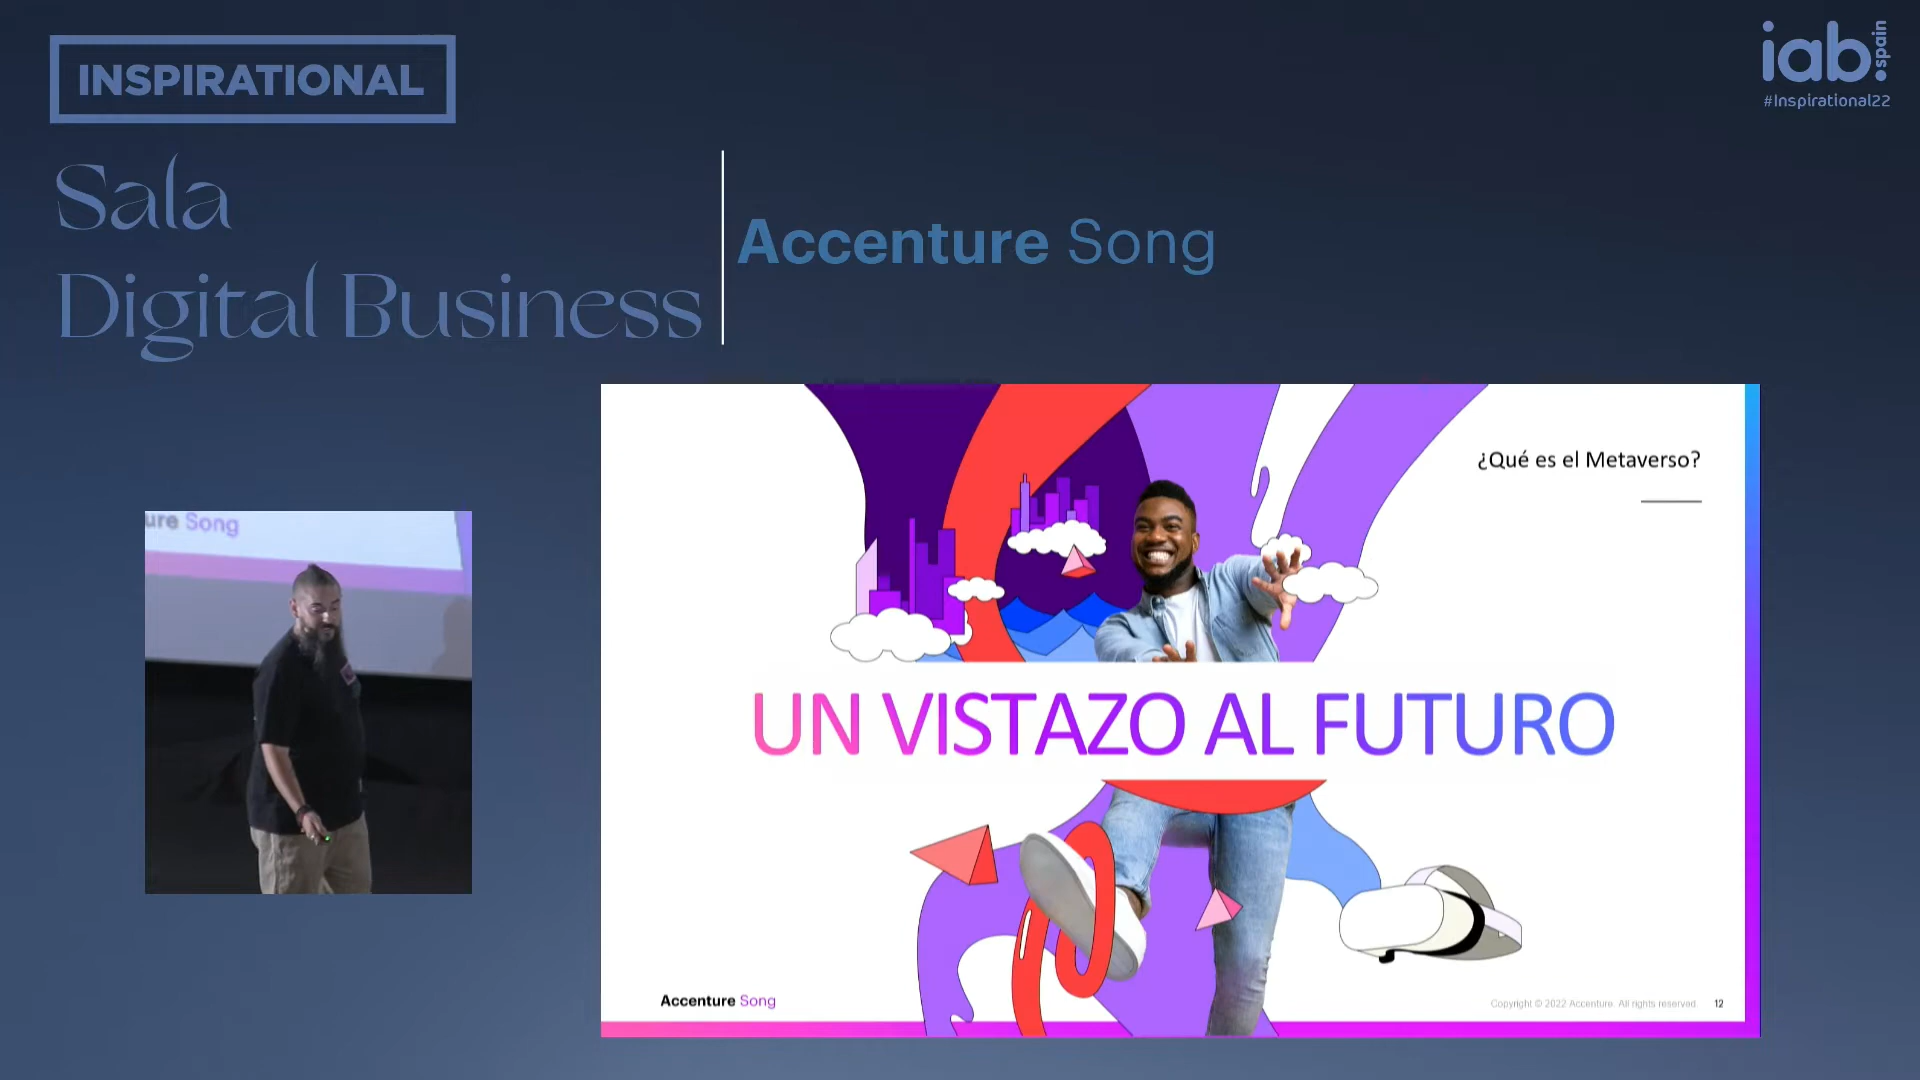 INSPIRATIONAL
iab.spain
#Inspirational22
Sala
Digital Business
Accenture Song
¿Qué es el Metaverso?
ure Song
UN VISTAZO AL FUTURO
Accenture Song
Copyright © 2022 Accenture. All rights reserved.
12